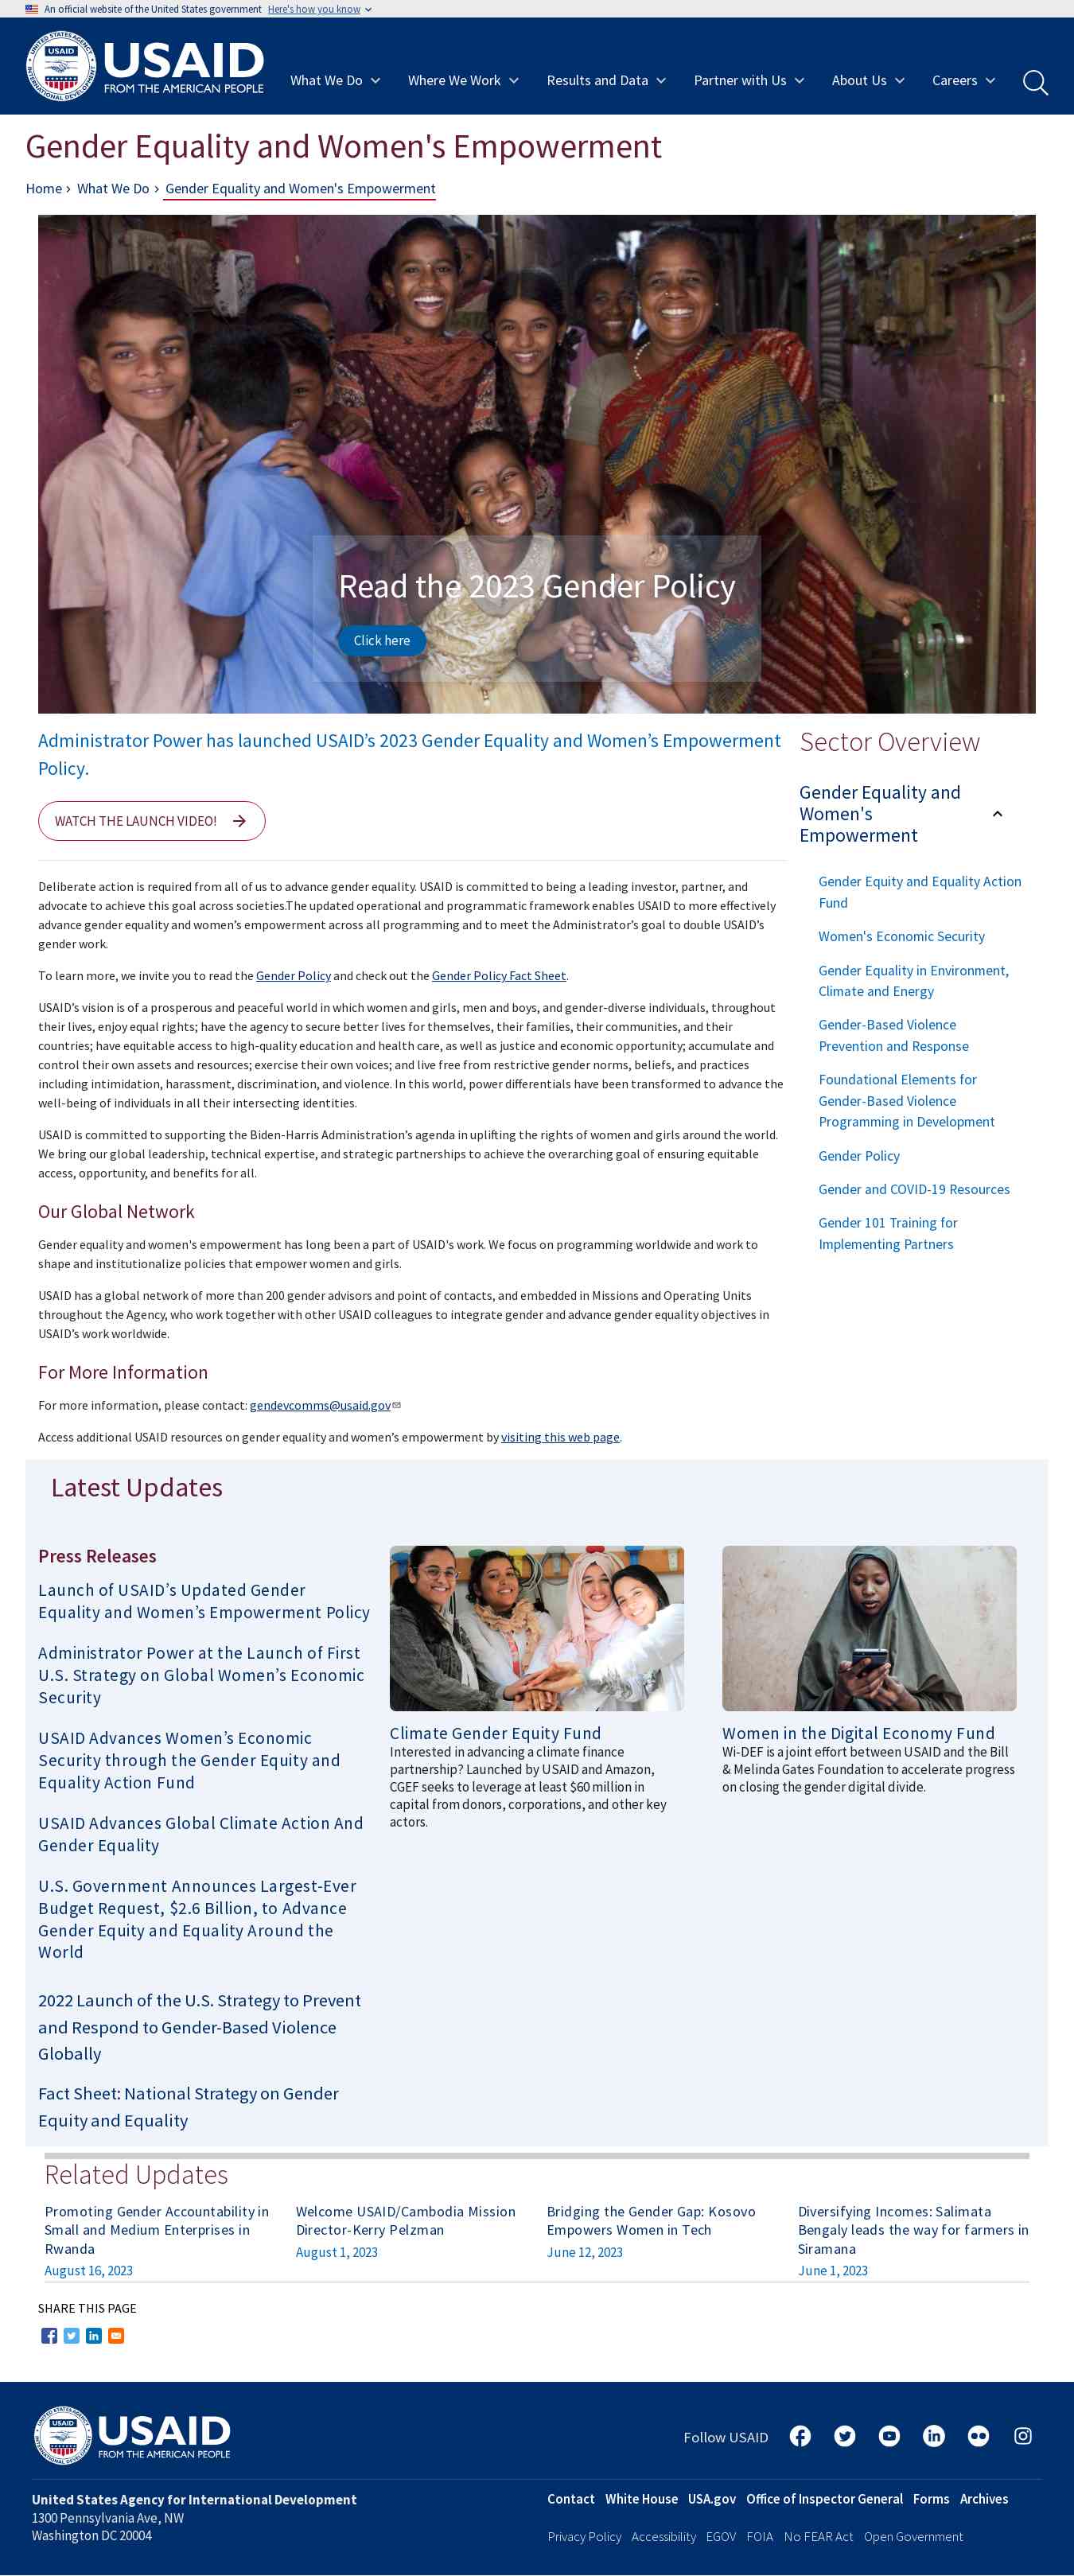 An official website of the United States government Here's how you know
USAID
FROM THE AMERICAN PEOPLE
What We Do
Where We Work
Results and Data
Partner with Us
About Us
Careers
Gender Equality and Women's Empowerment
Home › What We Do › Gender Equality and Women's Empowerment
Read the 2023 Gender Policy
Click here
Administrator Power has launched USAID’s 2023 Gender Equality and Women’s Empowerment
Policy.
WATCH THE LAUNCH VIDEO!
Deliberate action is required from all of us to advance gender equality. USAID is committed to being a leading investor, partner, and
advocate to achieve this goal across societies.The updated operational and programmatic framework enables USAID to more effectively
advance gender equality and women’s empowerment across all programming and to meet the Administrator’s goal to double USAID’s
gender work.
To learn more, we invite you to read the Gender Policy and check out the Gender Policy Fact Sheet.
USAID’s vision is of a prosperous and peaceful world in which women and girls, men and boys, and gender-diverse individuals, throughout
their lives, enjoy equal rights; have the agency to secure better lives for themselves, their families, their communities, and their
countries; have equitable access to high-quality education and health care, as well as justice and economic opportunity; accumulate and
control their own assets and resources; exercise their own voices; and live free from restrictive gender norms, beliefs, and practices
including intimidation, harassment, discrimination, and violence. In this world, power differentials have been transformed to advance the
well-being of individuals in all their intersecting identities.
USAID is committed to supporting the Biden-Harris Administration’s agenda in uplifting the rights of women and girls around the world.
We bring our global leadership, technical expertise, and strategic partnerships to achieve the overarching goal of ensuring equitable
access, opportunity, and benefits for all.
Our Global Network
Gender equality and women's empowerment has long been a part of USAID's work. We focus on programming worldwide and work to
shape and institutionalize policies that empower women and girls.
USAID has a global network of more than 200 gender advisors and point of contacts, and embedded in Missions and Operating Units
throughout the Agency, who work together with other USAID colleagues to integrate gender and advance gender equality objectives in
USAID’s work worldwide.
For More Information
For more information, please contact: gendevcomms@usaid.gov
Access additional USAID resources on gender equality and women’s empowerment by visiting this web page.
Sector Overview
Gender Equality and
Women's
Empowerment
Gender Equity and Equality Action
Fund
Women's Economic Security
Gender Equality in Environment,
Climate and Energy
Gender-Based Violence
Prevention and Response
Foundational Elements for
Gender-Based Violence
Programming in Development
Gender Policy
Gender and COVID-19 Resources
Gender 101 Training for
Implementing Partners
Latest Updates
Press Releases
Launch of USAID’s Updated Gender
Equality and Women’s Empowerment Policy
Administrator Power at the Launch of First
U.S. Strategy on Global Women’s Economic
Security
USAID Advances Women’s Economic
Security through the Gender Equity and
Equality Action Fund
USAID Advances Global Climate Action And
Gender Equality
U.S. Government Announces Largest-Ever
Budget Request, $2.6 Billion, to Advance
Gender Equity and Equality Around the
World
2022 Launch of the U.S. Strategy to Prevent
and Respond to Gender-Based Violence
Globally
Fact Sheet: National Strategy on Gender
Equity and Equality
Climate Gender Equity Fund
Interested in advancing a climate finance
partnership? Launched by USAID and Amazon,
CGEF seeks to leverage at least $60 million in
capital from donors, corporations, and other key
actors.
Women in the Digital Economy Fund
Wi-DEF is a joint effort between USAID and the Bill
& Melinda Gates Foundation to accelerate progress
on closing the gender digital divide.
Related Updates
Promoting Gender Accountability in
Small and Medium Enterprises in
Rwanda
August 16, 2023
Welcome USAID/Cambodia Mission
Director-Kerry Pelzman
August 1, 2023
Bridging the Gender Gap: Kosovo
Empowers Women in Tech
June 12, 2023
Diversifying Incomes: Salimata
Bengaly leads the way for farmers in
Siramana
June 1, 2023
SHARE THIS PAGE
USAID
FROM THE AMERICAN PEOPLE
Follow USAID
United States Agency for International Development
1300 Pennsylvania Ave, NW
Washington DC 20004
Contact White House USA.gov Office of Inspector General Forms Archives
Privacy Policy Accessibility EGOV FOIA No FEAR Act Open Government